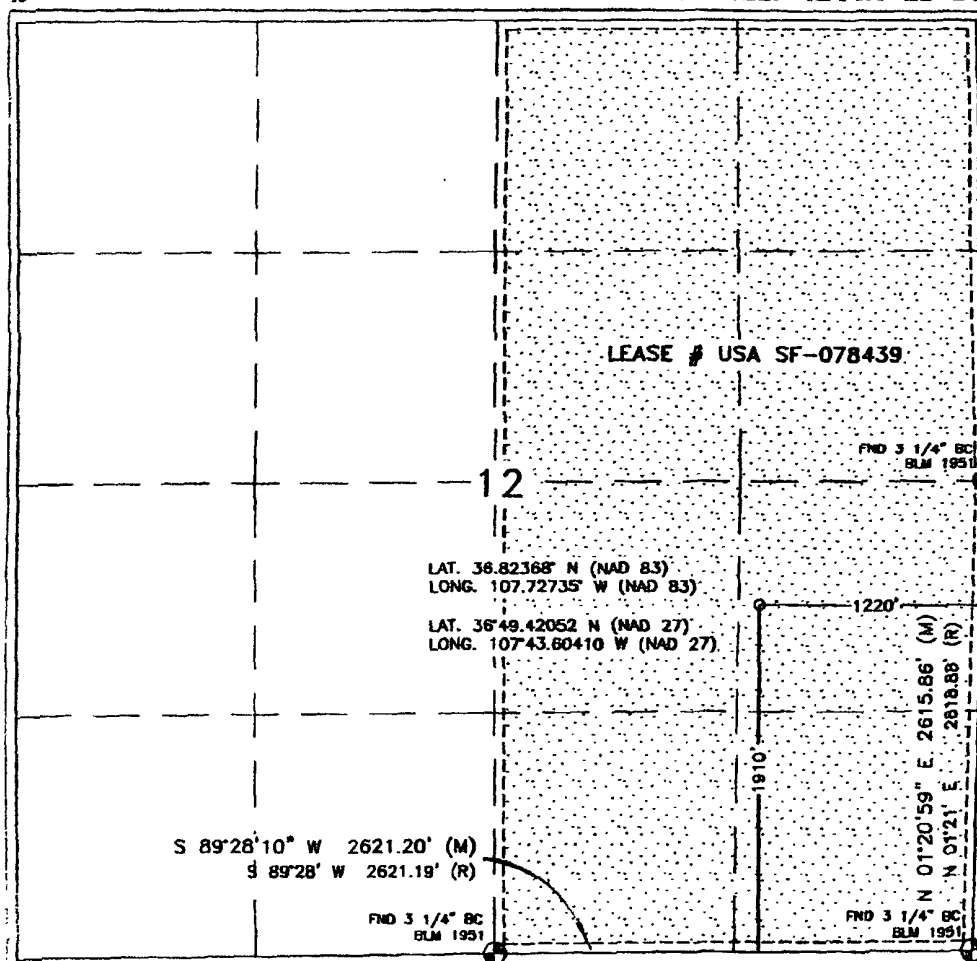 LEASE # USA SF-078439
FND 3 1/4" BC
BLM 1951
12
LAT. 36.82368° N (NAD 83)
LONG. 107.72735° W (NAD 83)
LAT. 36°49.42052 N (NAD 27)
LONG. 107°43.60410 W (NAD 27)
1220'
1910'
N 01°20'59" E 2615.86' (M)
N 01°21' E 2618.88' (R)
S 89°28'10" W 2621.20' (M)
S 89°28' W 2621.19' (R)
FND 3 1/4" BC
BLM 1951
FND 3 1/4" BC
BLM 1951